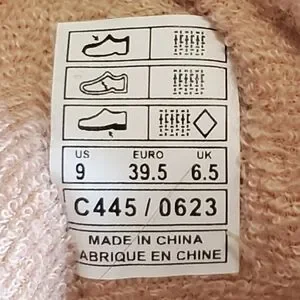 US EURO UK
9 39.5 6.5
C445 / 0623
MADE IN CHINA
ABRIQUE EN CHINE